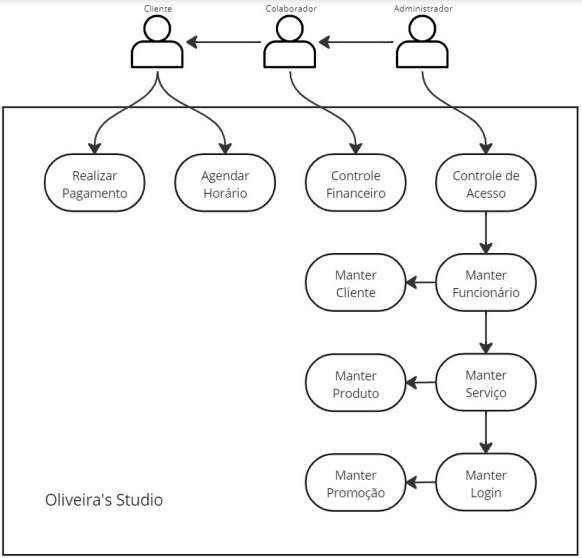 Cliente
Colaborador
Administrador
Realizar
Pagamento
Agendar
Horário
Controle
Financeiro
Controle de
Acesso
Manter
Cliente
Manter
Funcionário
Manter
Produto
Manter
Serviço
Manter
Promoção
Manter
Login
Oliveira's Studio